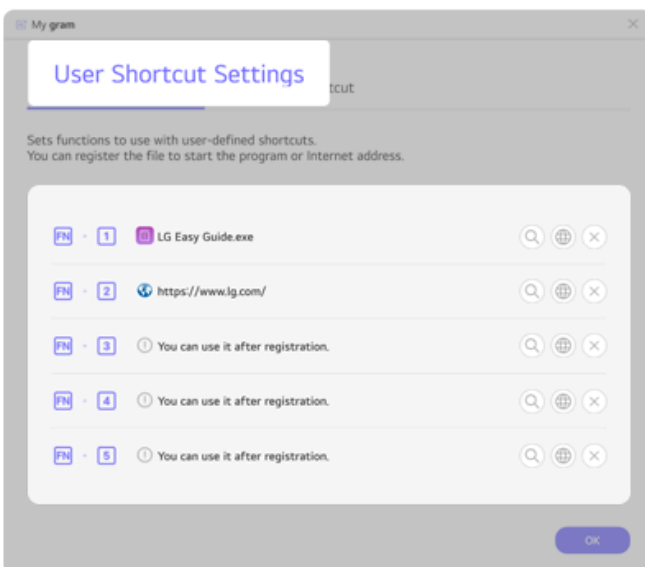 My gram
User Shortcut Settings
tcut
Sets functions to use with user-defined shortcuts.
You can register the file to start the program or Internet address.
FN 1 LG Easy Guide.exe
FN 2 https://www.lg.com/
FN 3 You can use it after registration.
FN 4 You can use it after registration.
FN 5 You can use it after registration.
OK